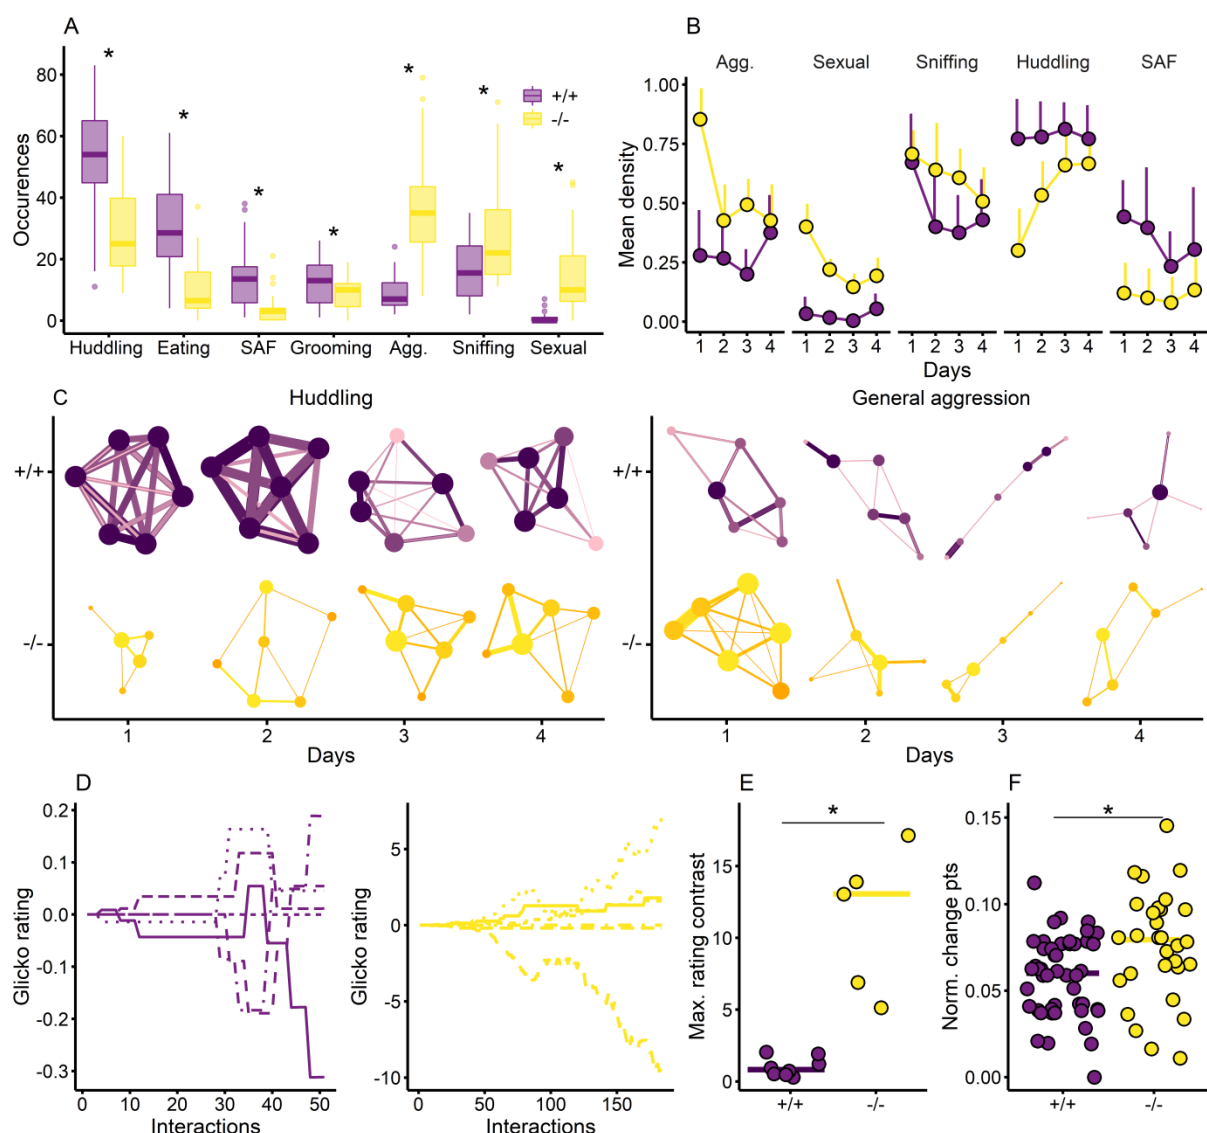 A
Occurences
80
60
40
20
0
* * * * * * *
+/+
-/-
Huddling Eating SAF Grooming Agg. Sniffing Sexual
B
Agg. Sexual Sniffing Huddling SAF
Mean density
1.00
0.75
0.50
0.25
0.00
1 2 3 4 1 2 3 4 1 2 3 4 1 2 3 4 1 2 3 4
Days
C
Huddling
+/+
-/-
1 2 3 4
Days
General aggression
+/+
-/-
1 2 3 4
Days
D
Glicko rating
0.2
0.1
0.0
-0.1
-0.2
-0.3
0 10 20 30 40 50
Interactions
Glicko rating
5
0
-5
-10
0 50 100 150
Interactions
E
Max. rating contrast
*
15
10
5
0
+/+ -/-
F
Norm. change pts
*
0.15
0.10
0.05
0.00
+/+ -/-